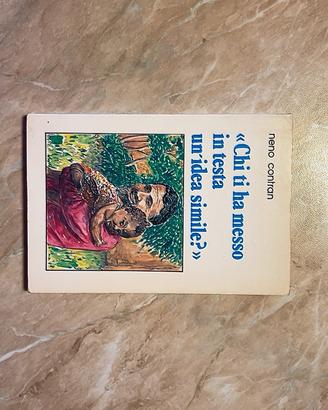 neno contran
«Chi ti ha messo
in testa
un'idea simile?»